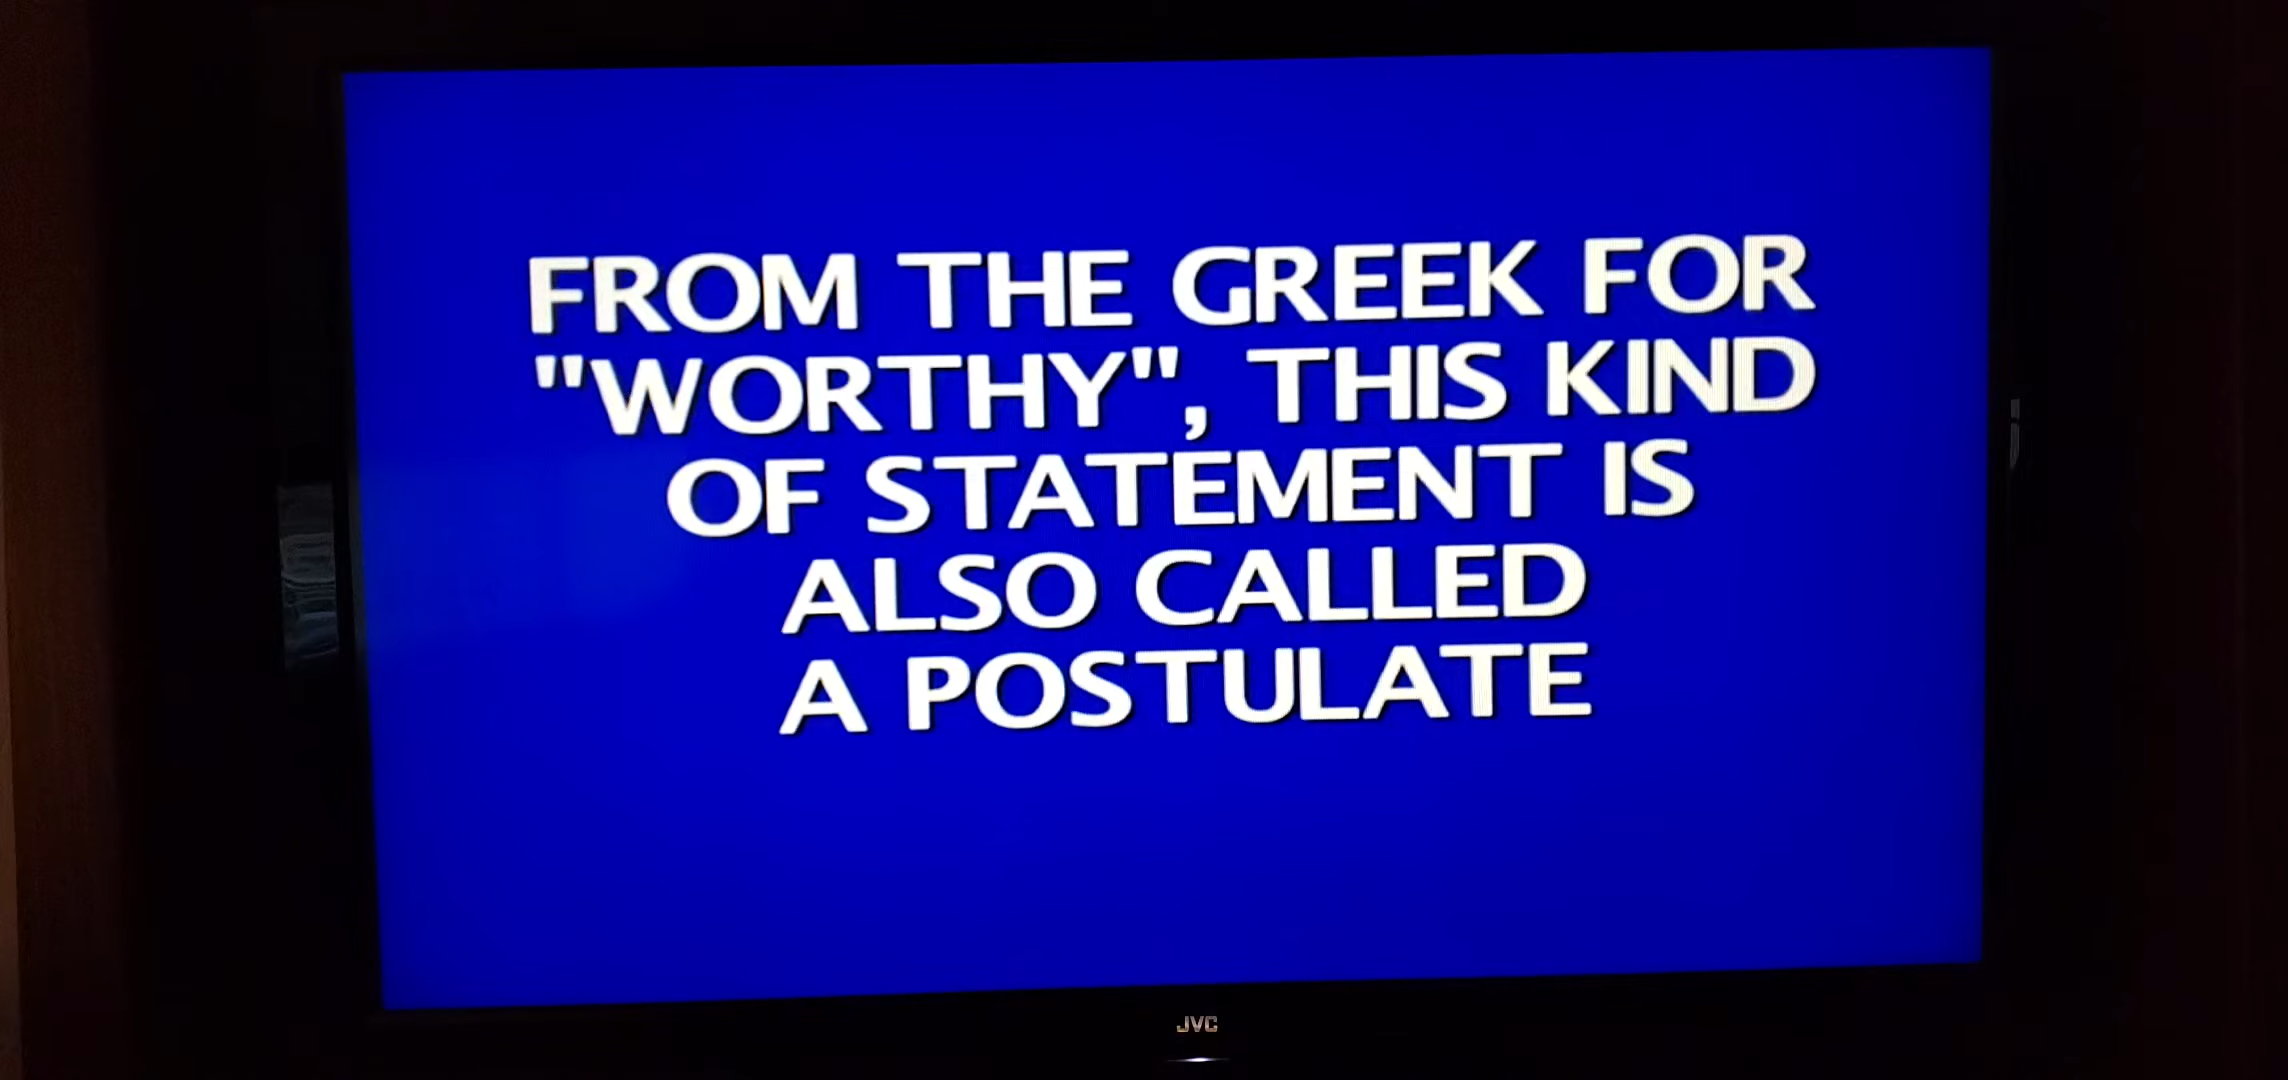 FROM THE GREEK FOR
"WORTHY", THIS KIND
OF STATEMENT IS
ALSO CALLED
A POSTULATE
JVC